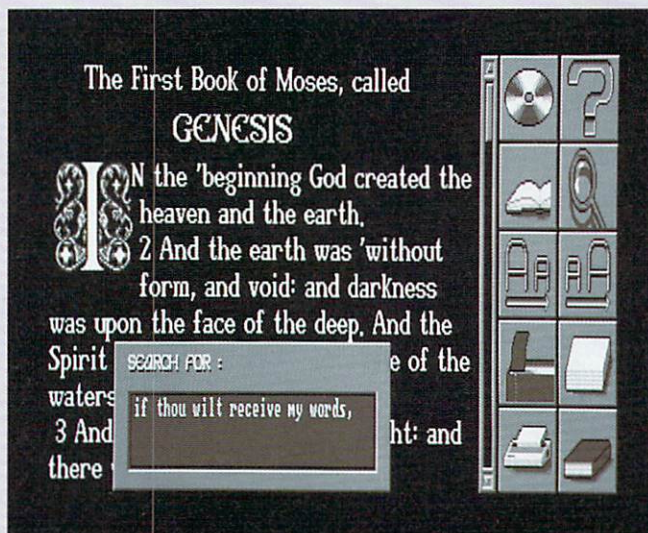 The First Book of Moses, called
GENESIS
IN the 'beginning God created the
heaven and the earth,
2 And the earth was 'without
form, and void: and darkness
was upon the face of the deep, And the
Spirit
e of the
waters
3 And
ht: and
there
SEARCH FOR :
if thou wilt receive my words,
Aa
aA